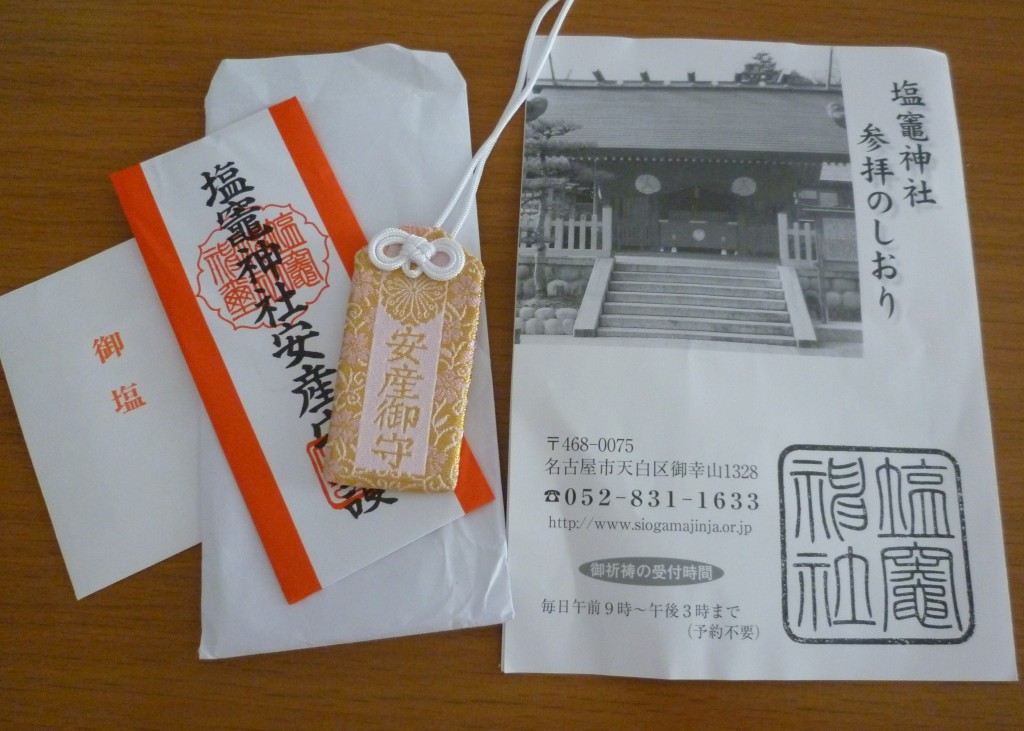 御塩
塩竈神社安産守護
塩竈神社
安産御守
塩竈神社
参拝のしおり
〒468-0075
名古屋市天白区御幸山1328
☎052-831-1633
http://www.siogamajinja.or.jp
御祈祷の受付時間
毎日午前9時～午後3時まで
(予約不要)
塩竈
神社